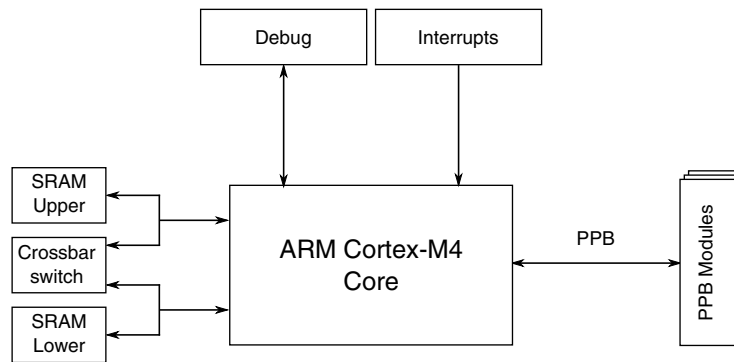 Debug
Interrupts
SRAM
Upper
Crossbar
switch
SRAM
Lower
ARM Cortex-M4
Core
PPB
PPB Modules